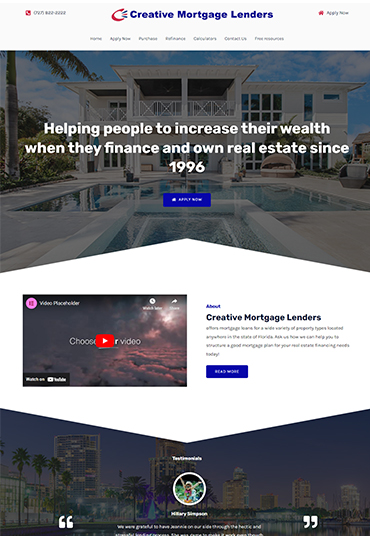 (727) 820-2222
Creative Mortgage Lenders
Apply Now
Home Apply Now Purchase Refinance Calculators Contact Us Free resources
Helping people to increase their wealth
when they finance and own real estate since
1996
APPLY NOW
Video Placeholder
Watch later
Share
Choose video
Watch on YouTube
About
Creative Mortgage Lenders
offers mortgage loans for a wide variety of property types located
anywhere in the state of Florida. Ask us how we can help you to
structure a good mortgage plan for your real estate financing needs
today!
READ MORE
Testimonials
Hillary Simpson
We were grateful to have Jeannie on our side through the hectic and
stressful lending process. She was game to make it work even though